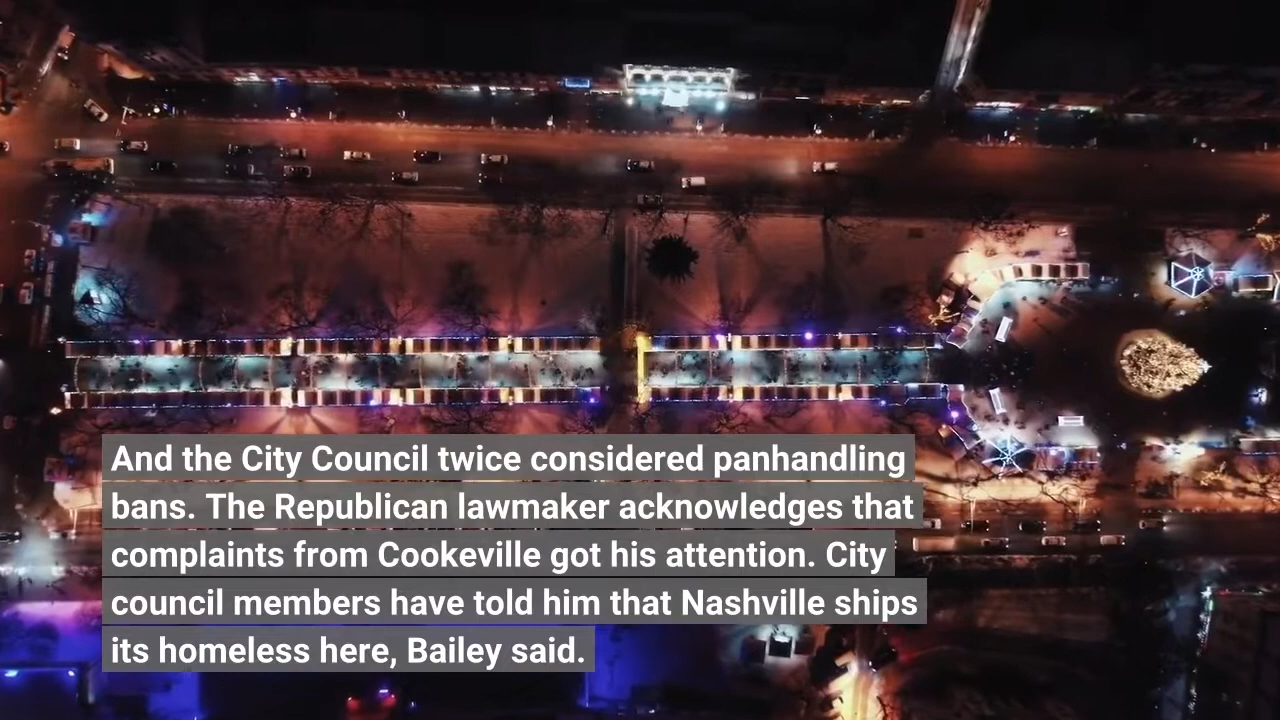 And the City Council twice considered panhandling
bans. The Republican lawmaker acknowledges that
complaints from Cookeville got his attention. City
council members have told him that Nashville ships
its homeless here, Bailey said.